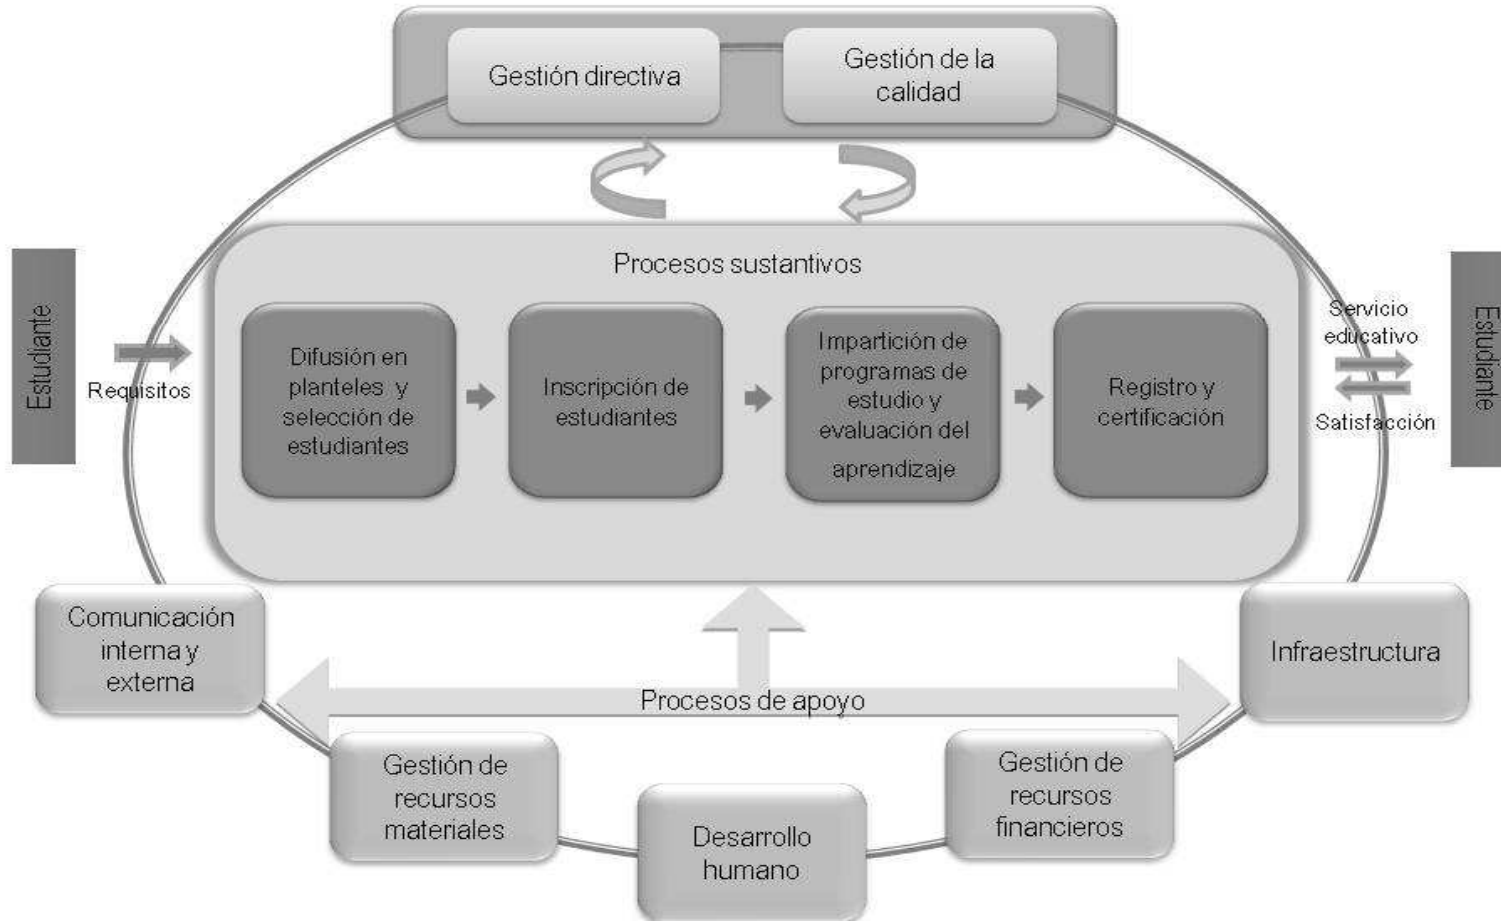 Gestión directiva
Gestión de la
calidad
Procesos sustantivos
Estudiante
Requisitos
Difusión en
planteles y
selección de
estudiantes
Inscripción de
estudiantes
Impartición de
programas de
estudio y
evaluación del
aprendizaje
Registro y
certificación
Servicio
educativo
Satisfacción
Estudiante
Comunicación
interna y
externa
Infraestructura
Procesos de apoyo
Gestión de
recursos
materiales
Desarrollo
humano
Gestión de
recursos
financieros